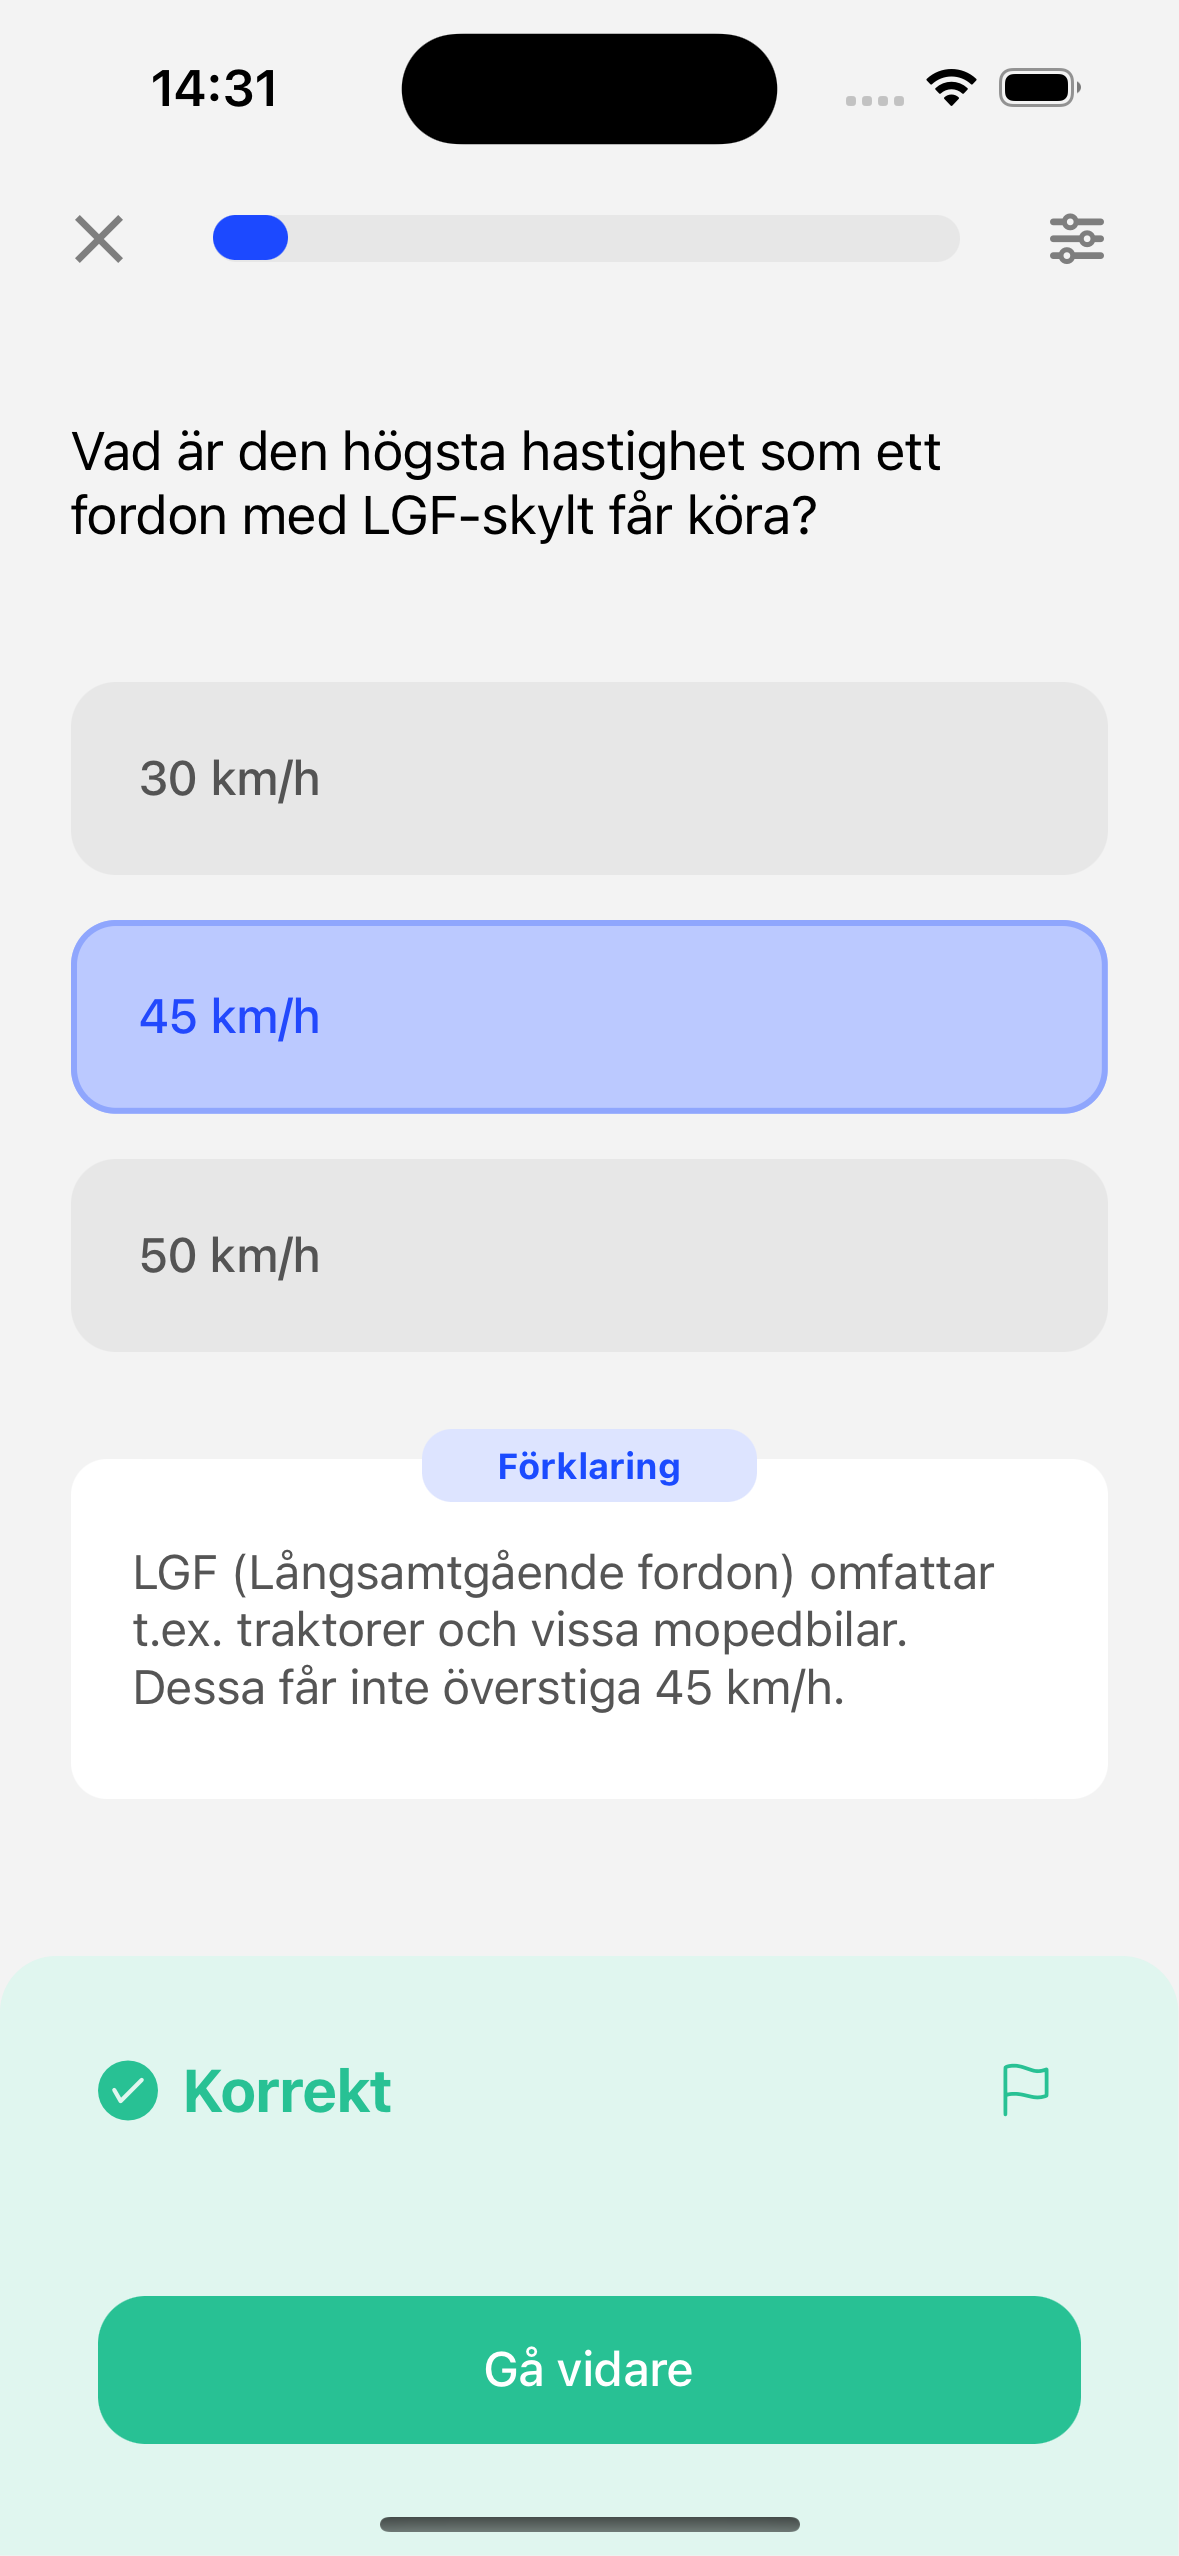 14:31
Vad är den högsta hastighet som ett
fordon med LGF-skylt får köra?
30 km/h
45 km/h
50 km/h
Förklaring
LGF (Långsamtgående fordon) omfattar
t.ex. traktorer och vissa mopedbilar.
Dessa får inte överstiga 45 km/h.
Korrekt
Gå vidare